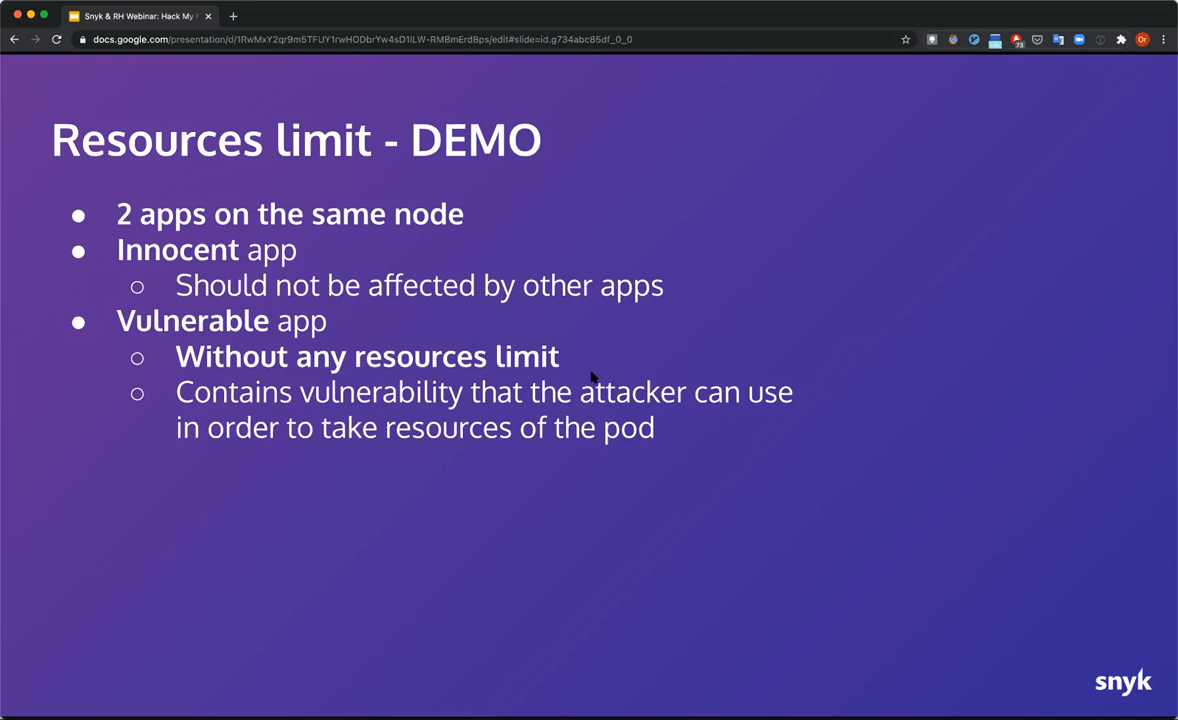 Snyk & RH Webinar: Hack My
docs.google.com/presentation/d/1RwMxY2qr9m5TFUY1rwHODbrYw4sD1ILW-RMBmErdBps/edit#slide=id.g734abc85df_0_0
73
Or
Resources limit - DEMO
● 2 apps on the same node
● Innocent app
○ Should not be affected by other apps
● Vulnerable app
○ Without any resources limit
○ Contains vulnerability that the attacker can use
in order to take resources of the pod
snyk